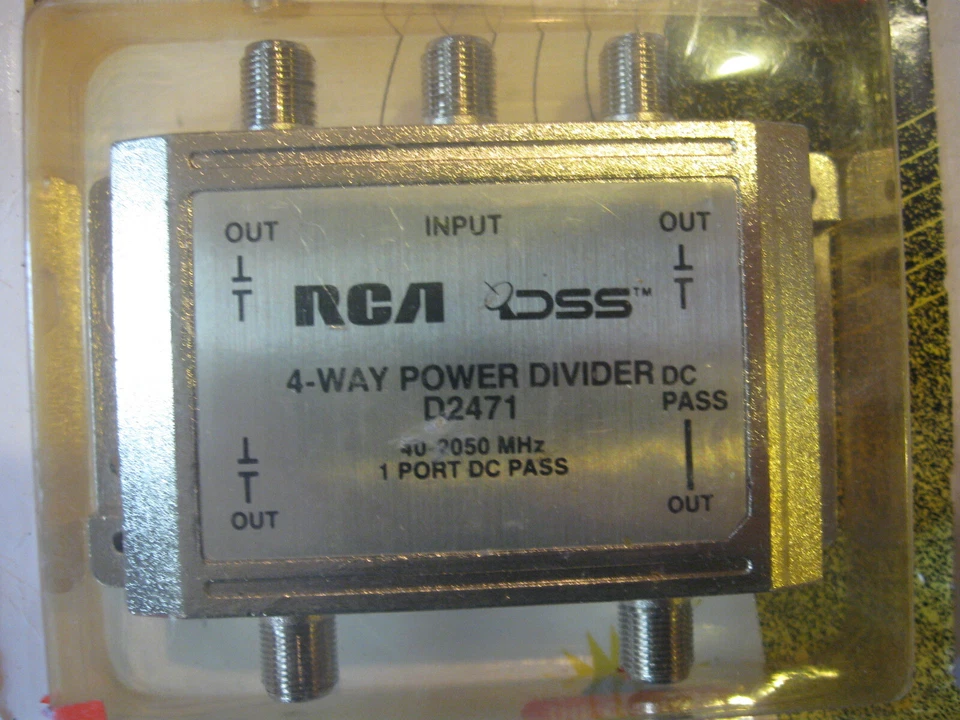 OUT INPUT OUT
RCA DSS™
4-WAY POWER DIVIDER DC
D2471 PASS
40-2050 MHz
1 PORT DC PASS
OUT OUT